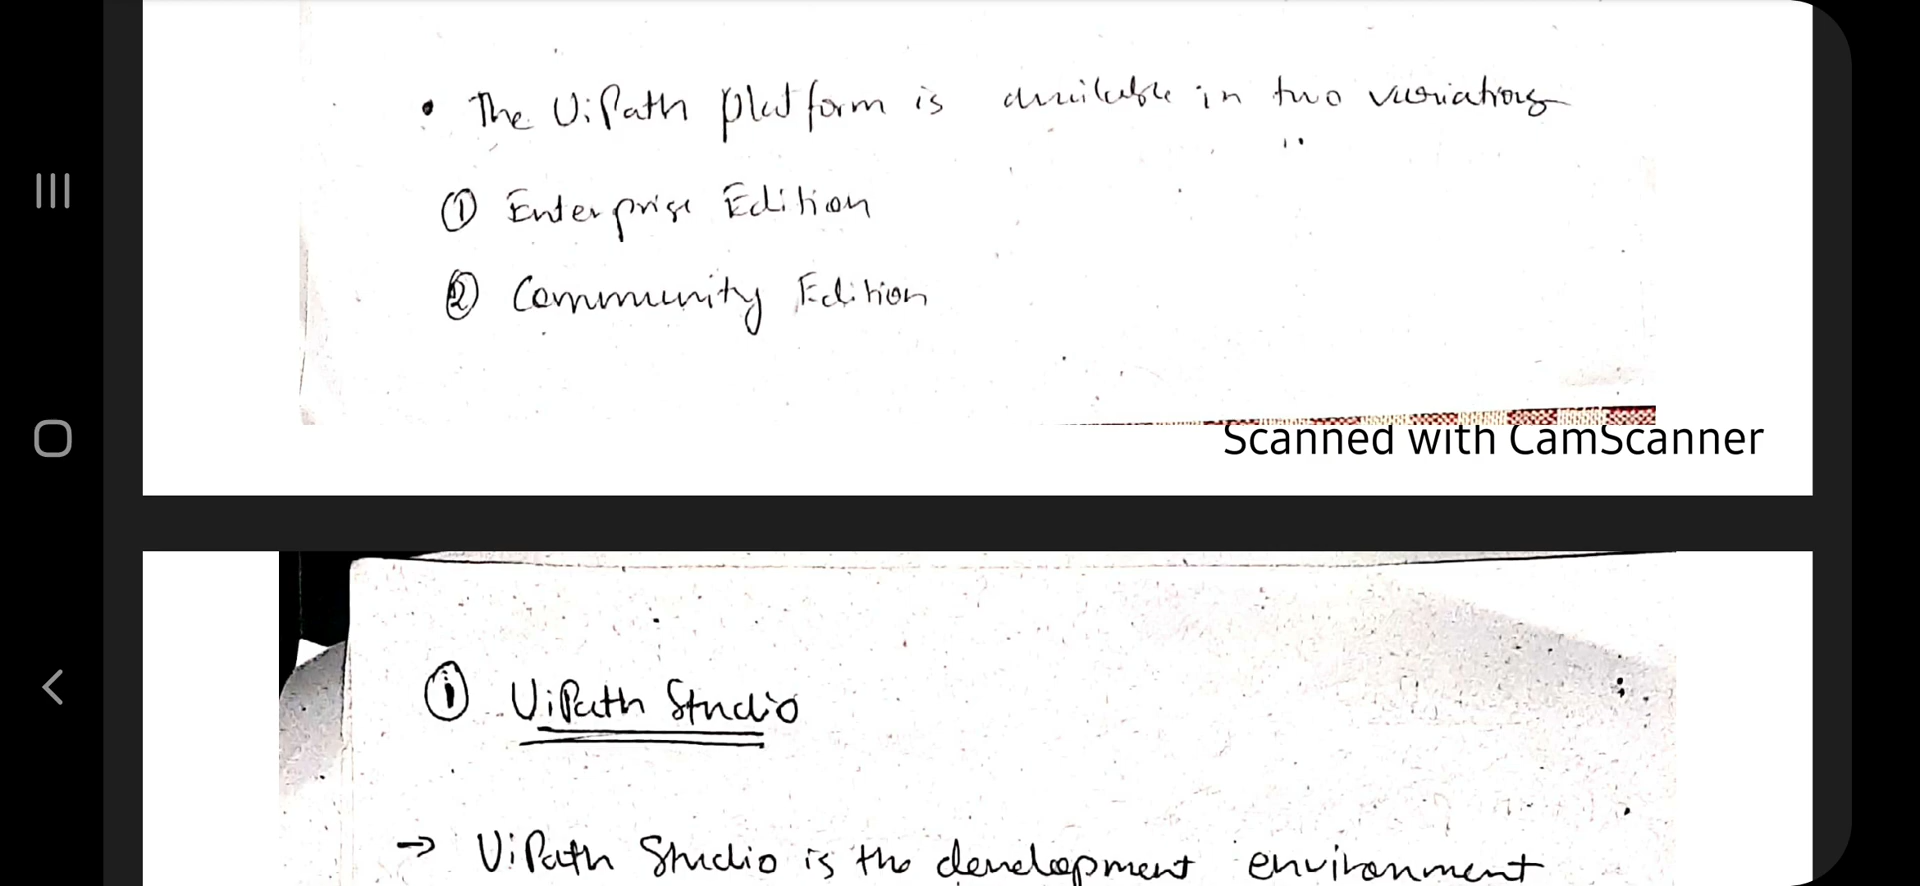 • The UiPath platform is available in two variations
① Enterprise Edition
② Community Edition
Scanned with CamScanner
① UiPath Studio
→ UiPath Studio is the development environment